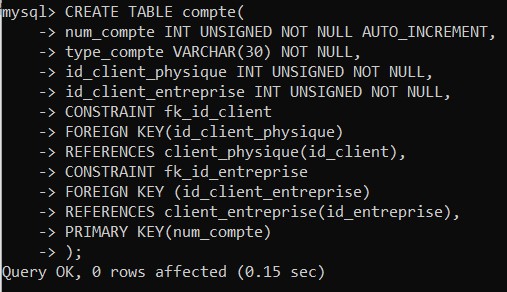 mysql> CREATE TABLE compte(
    -> num_compte INT UNSIGNED NOT NULL AUTO_INCREMENT,
    -> type_compte VARCHAR(30) NOT NULL,
    -> id_client_physique INT UNSIGNED NOT NULL,
    -> id_client_entreprise INT UNSIGNED NOT NULL,
    -> CONSTRAINT fk_id_client
    -> FOREIGN KEY(id_client_physique)
    -> REFERENCES client_physique(id_client),
    -> CONSTRAINT fk_id_entreprise
    -> FOREIGN KEY (id_client_entreprise)
    -> REFERENCES client_entreprise(id_entreprise),
    -> PRIMARY KEY(num_compte)
    -> );
Query OK, 0 rows affected (0.15 sec)